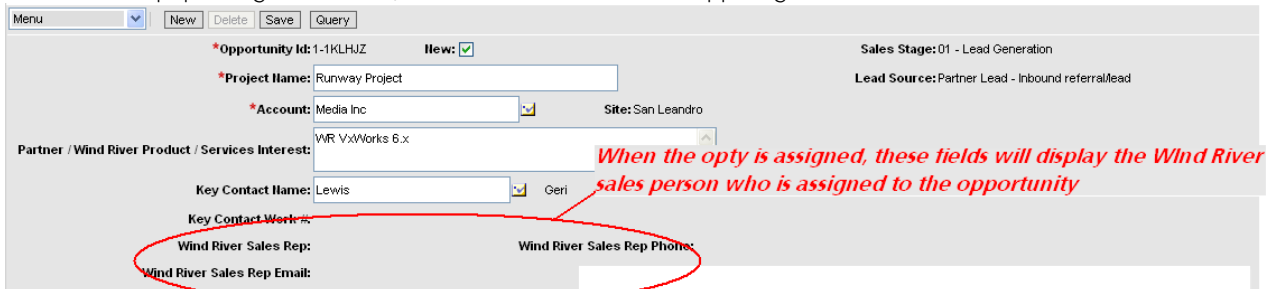 Menu New Delete Save Query
*Opportunity Id: 1-1KLHJZ New: Sales Stage: 01 - Lead Generation
*Project Name: Runway Project Lead Source: Partner Lead - Inbound referral/lead
*Account: Media Inc Site: San Leandro
Partner / Wind River Product / Services Interest: WR VxWorks 6.x
When the opty is assigned, these fields will display the WInd River
sales person who is assigned to the opportunity
Key Contact Name: Lewis Geri
Key Contact Work #:
Wind River Sales Rep: Wind River Sales Rep Phone:
Wind River Sales Rep Email: